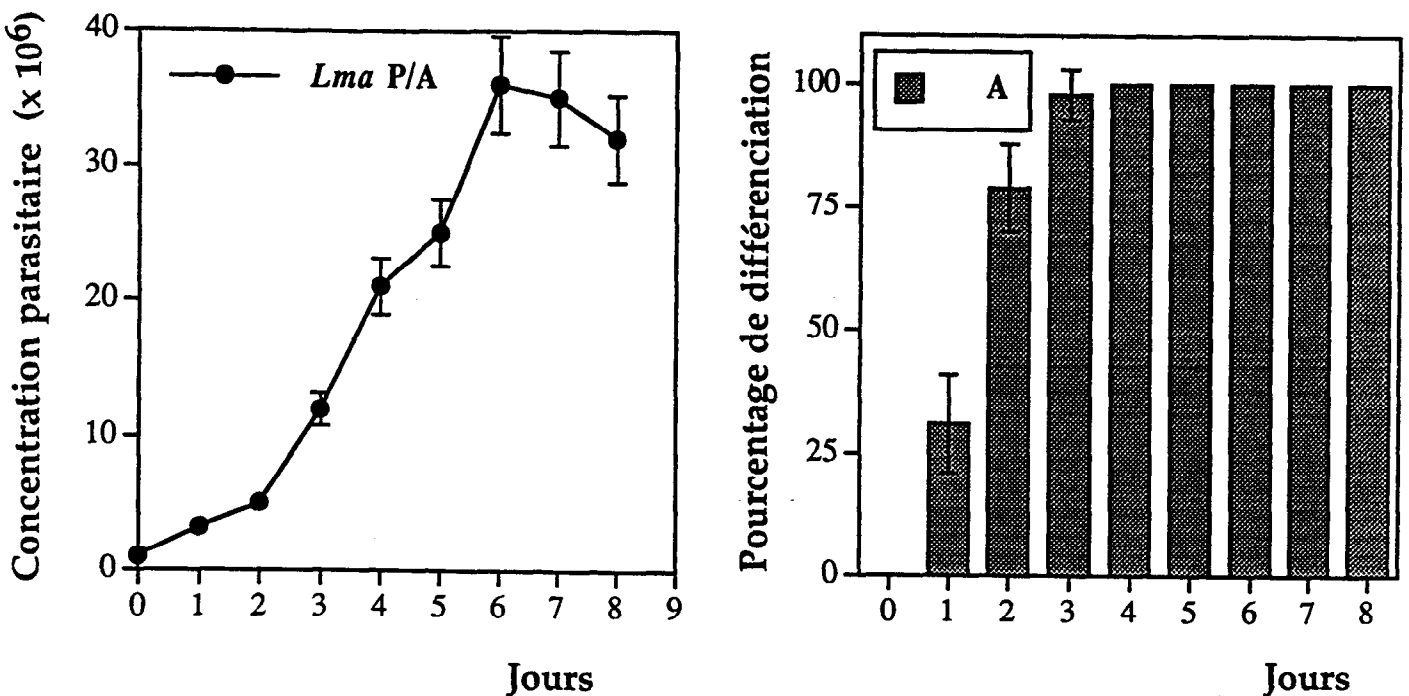 Concentration parasitaire (x 10⁶)
40
30
20
10
0
Lma P/A
0 1 2 3 4 5 6 7 8 9
Jours
Pourcentage de différenciation
100
75
50
25
0
A
0 1 2 3 4 5 6 7 8
Jours